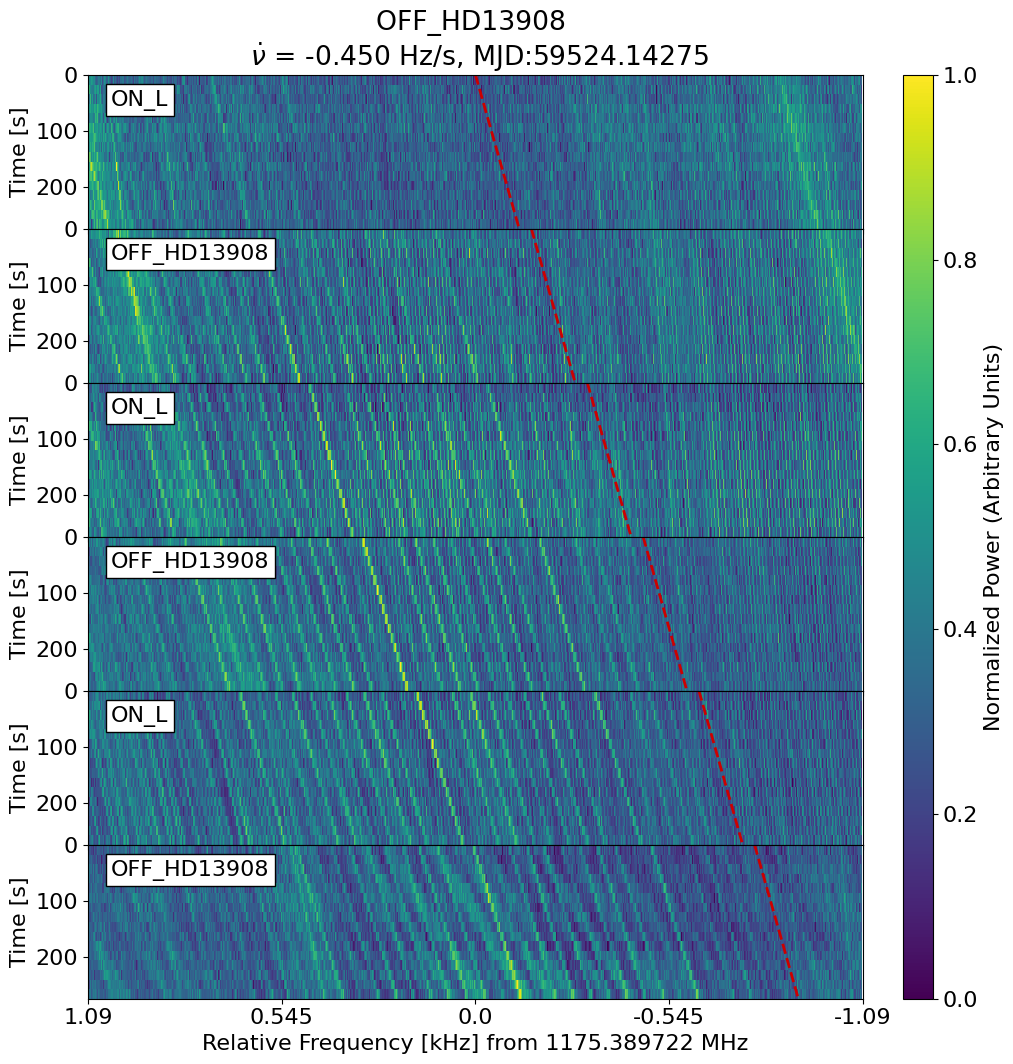 OFF_HD13908
ν̇ = -0.450 Hz/s, MJD:59524.14275
0
ON_L
100
Time [s]
200
0
OFF_HD13908
100
Time [s]
200
0
ON_L
100
Time [s]
200
0
OFF_HD13908
100
Time [s]
200
0
ON_L
100
Time [s]
200
0
OFF_HD13908
100
Time [s]
200
1.09 0.545 0.0 -0.545 -1.09
Relative Frequency [kHz] from 1175.389722 MHz
1.0
0.8
0.6
0.4
0.2
0.0
Normalized Power (Arbitrary Units)